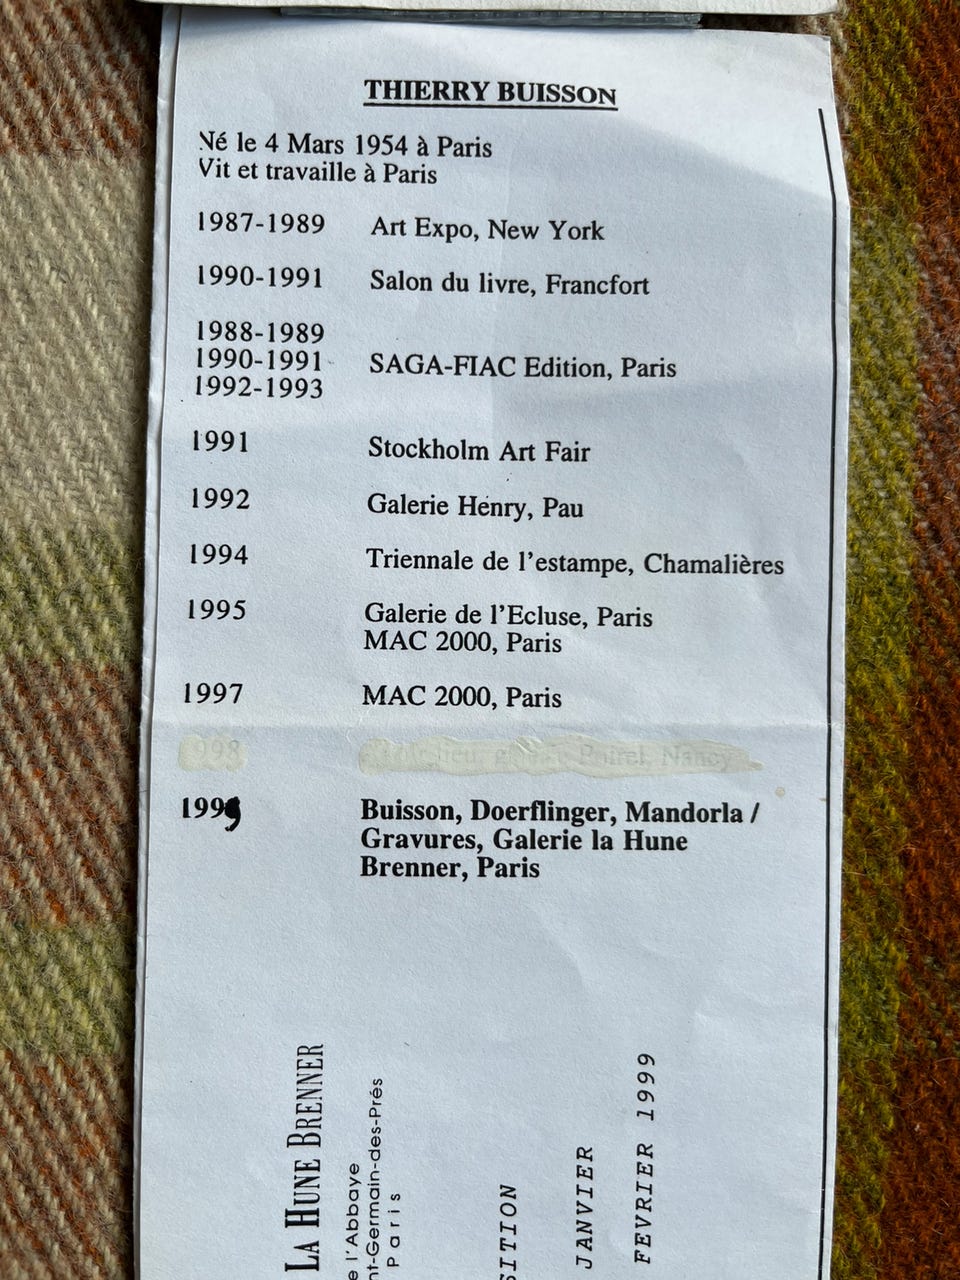 THIERRY BUISSON
Né le 4 Mars 1954 à Paris
Vit et travaille à Paris
1987-1989 Art Expo, New York
1990-1991 Salon du livre, Francfort
1988-1989
1990-1991 SAGA-FIAC Edition, Paris
1992-1993
1991 Stockholm Art Fair
1992 Galerie Henry, Pau
1994 Triennale de l'estampe, Chamalières
1995 Galerie de l'Ecluse, Paris
MAC 2000, Paris
1997 MAC 2000, Paris
Nancy
1999 Buisson, Doerflinger, Mandorla /
Gravures, Galerie la Hune
Brenner, Paris
LA HUNE BRENNER
l'Abbaye
nt-Germain-des-Prés
Paris
SITION
JANVIER
FEVRIER 1999